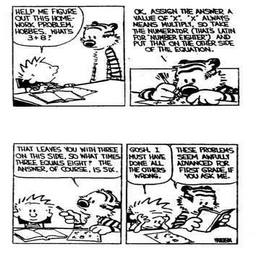 HELP ME FIGURE
OUT THIS HOME-
WORK PROBLEM,
HOBBES. WHAT'S
3+8?
OK, ASSIGN THE ANSWER A
VALUE OF "X". "X" ALWAYS
MEANS MULTIPLY, SO TAKE
THE NUMERATOR (THAT'S LATIN
FOR "NUMBER EIGHTER") AND
PUT THAT ON THE OTHER SIDE
OF THE EQUATION.
THAT LEAVES YOU WITH THREE
ON THIS SIDE, SO WHAT TIMES
THREE EQUALS EIGHT? THE
ANSWER, OF COURSE, IS SIX.
GOSH, I
MUST HAVE
DONE ALL
THE OTHERS
WRONG.
THESE PROBLEMS
SEEM AWFULLY
ADVANCED FOR
FIRST GRADE, IF
YOU ASK ME.